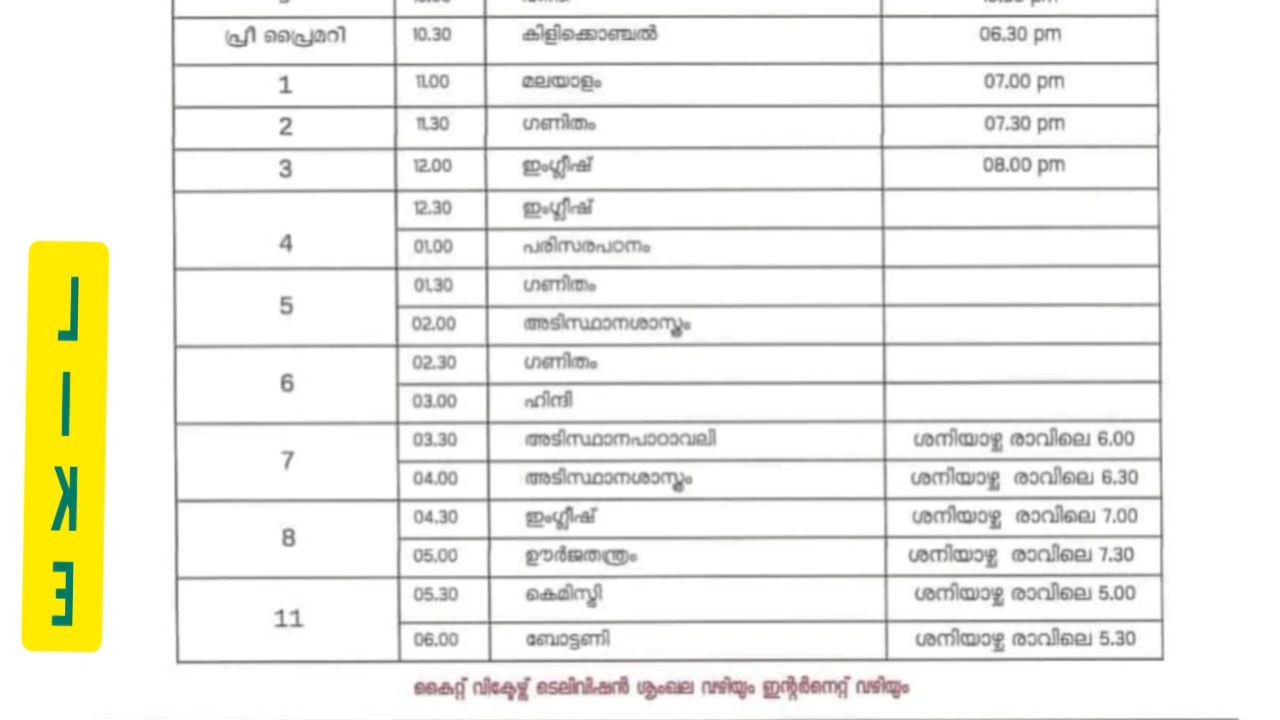 പ്രീ പ്രൈമറി 10.30 കിളിക്കൊഞ്ചൽ 06.30 pm
1 11.00 മലയാളം 07.00 pm
2 11.30 ഗണിതം 07.30 pm
3 12.00 ഇംഗ്ലീഷ് 08.00 pm
12.30 ഇംഗ്ലീഷ്
4 01.00 പരിസരപഠനം
5 01.30 ഗണിതം
02.00 അടിസ്ഥാനശാസ്ത്രം
6 02.30 ഗണിതം
03.00 ഹിന്ദി
7 03.30 അടിസ്ഥാനപാഠാവലി ശനിയാഴ്ച രാവിലെ 6.00
04.00 അടിസ്ഥാനശാസ്ത്രം ശനിയാഴ്ച രാവിലെ 6.30
8 04.30 ഇംഗ്ലീഷ് ശനിയാഴ്ച രാവിലെ 7.00
05.00 ഊർജതന്ത്രം ശനിയാഴ്ച രാവിലെ 7.30
11 05.30 കെമിസ്ട്രി ശനിയാഴ്ച രാവിലെ 5.00
06.00 ബോട്ടണി ശനിയാഴ്ച രാവിലെ 5.30
കൈറ്റ് വിക്ടേഴ്സ് ടെലിവിഷൻ ശൃംഖല വഴിയും ഇന്റർനെറ്റ് വഴിയും
LIKE